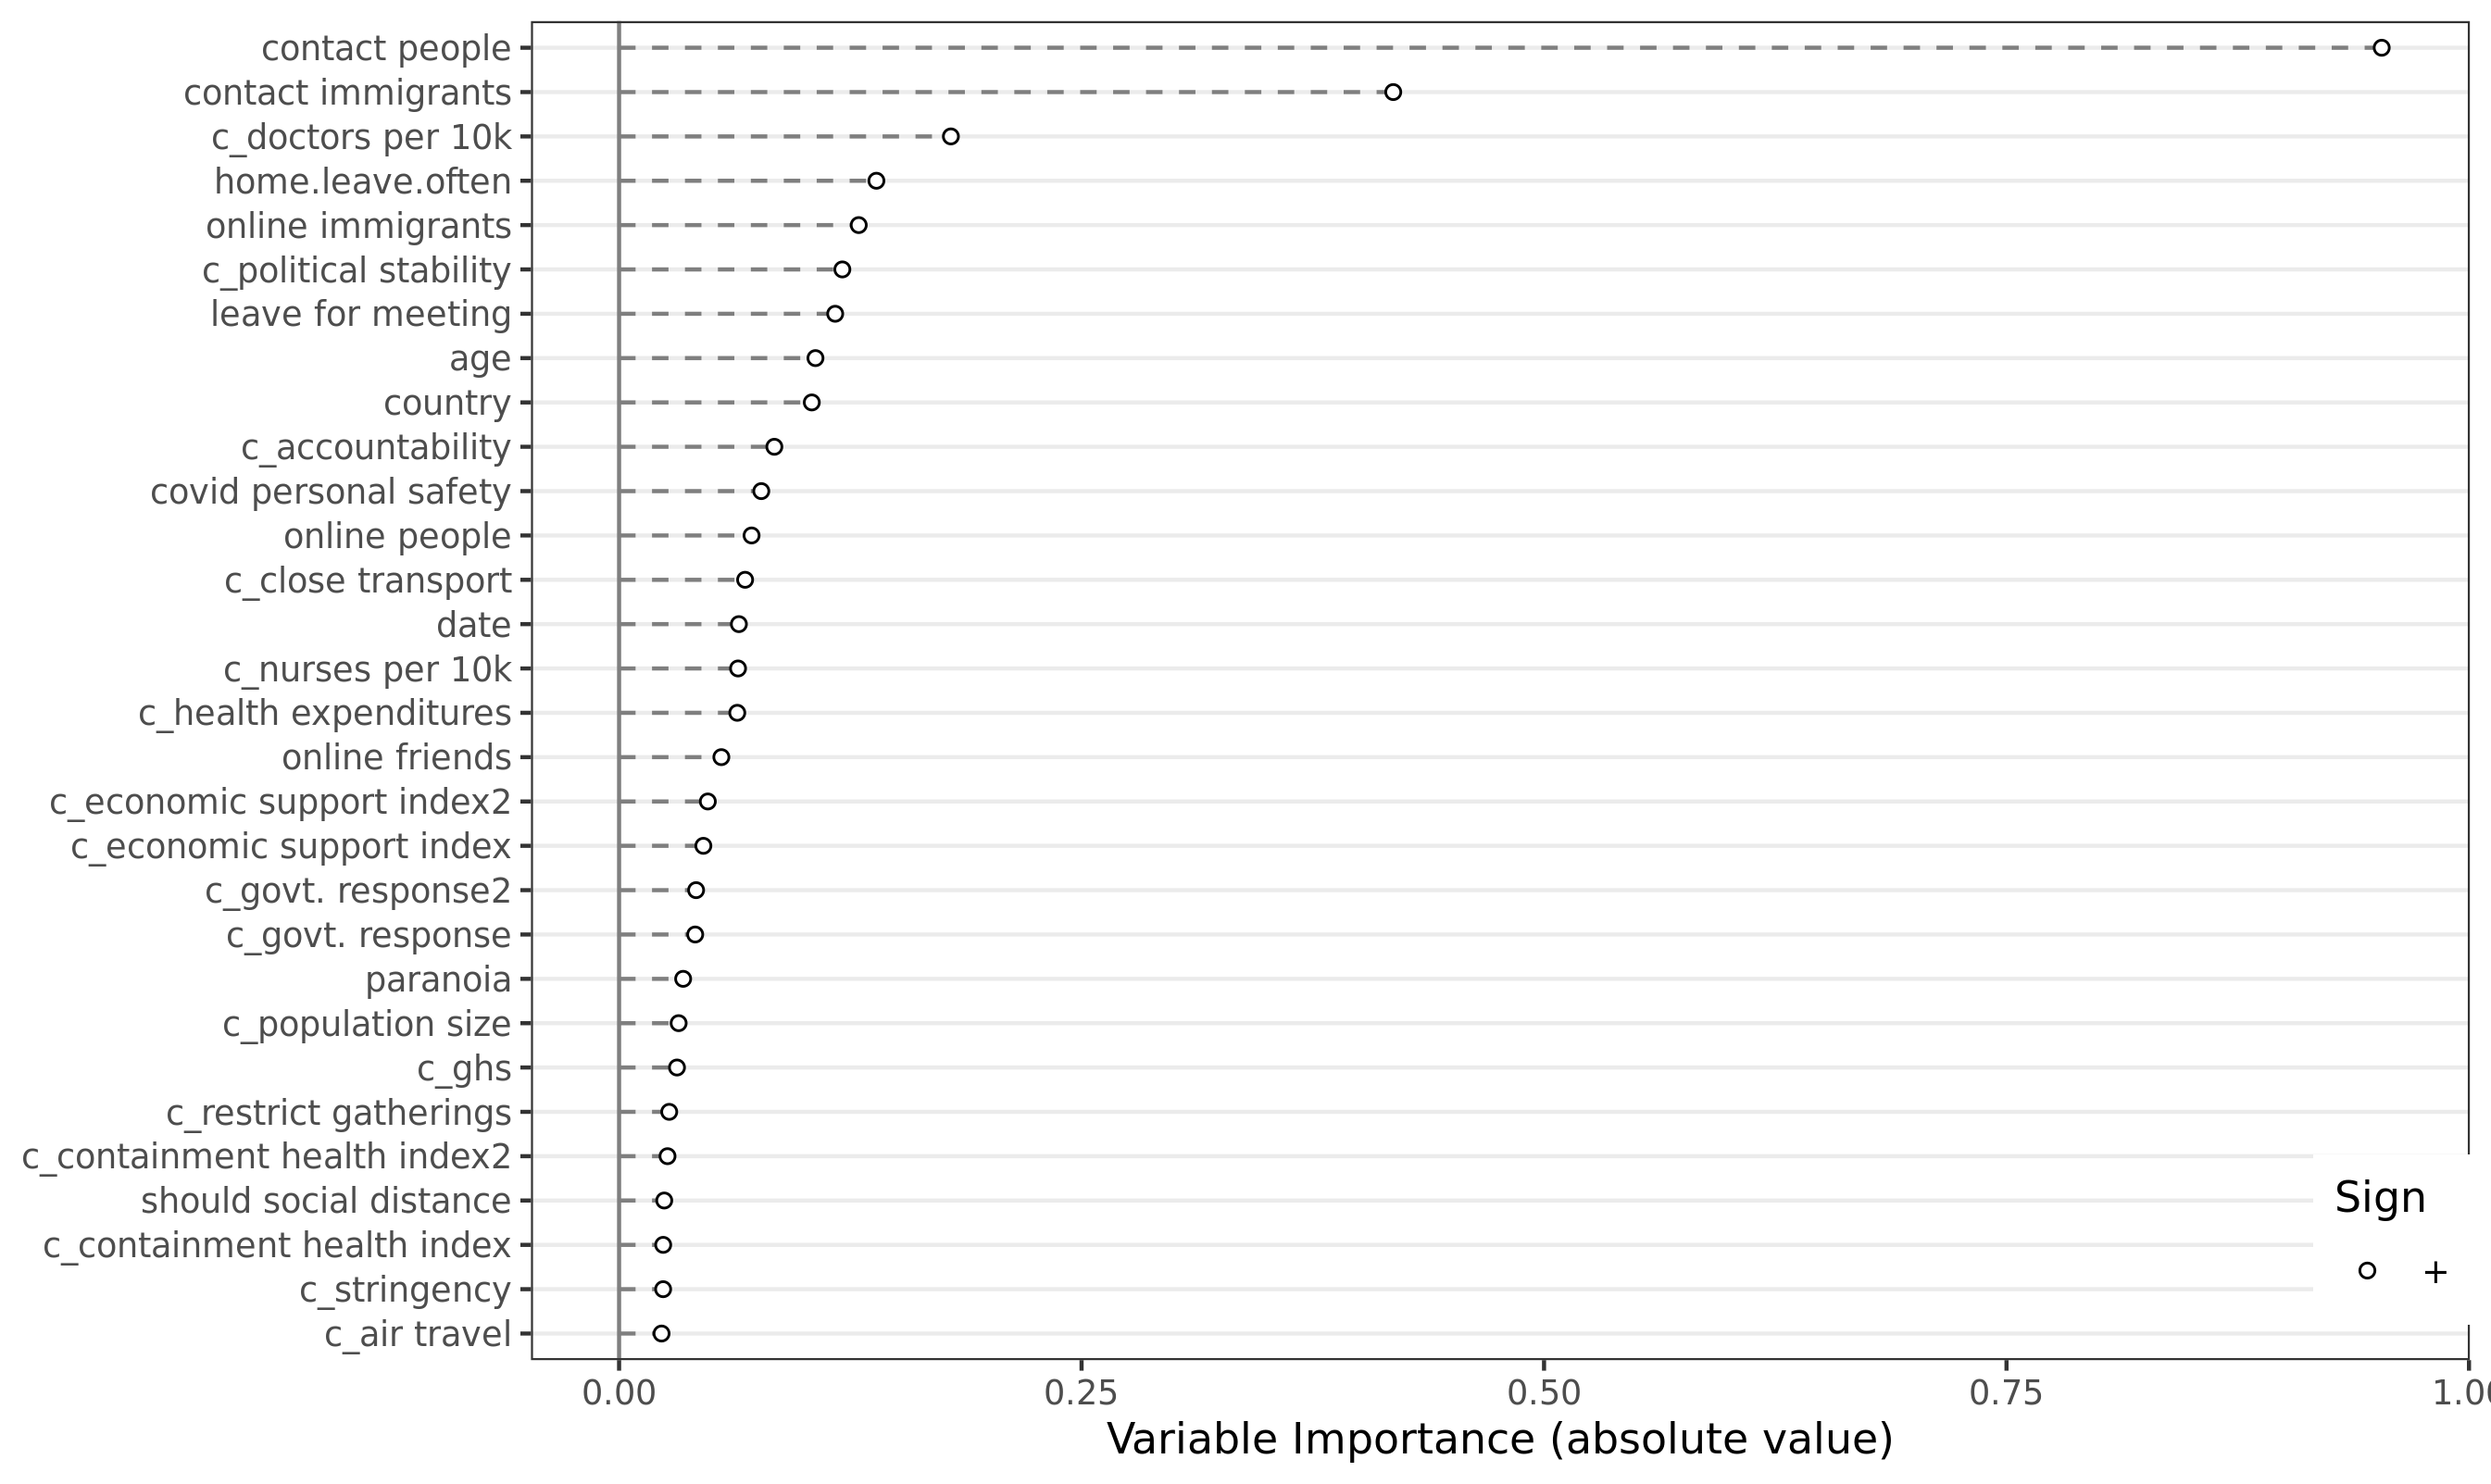 contact people
contact immigrants
c_doctors per 10k
home.leave.often
online immigrants
c_political stability
leave for meeting
age
country
c_accountability
covid personal safety
online people
c_close transport
date
c_nurses per 10k
c_health expenditures
online friends
c_economic support index2
c_economic support index
c_govt. response2
c_govt. response
paranoia
c_population size
c_ghs
c_restrict gatherings
c_containment health index2
should social distance
c_containment health index
c_stringency
c_air travel
Sign
+
0.00 0.25 0.50 0.75 1.00
Variable Importance (absolute value)